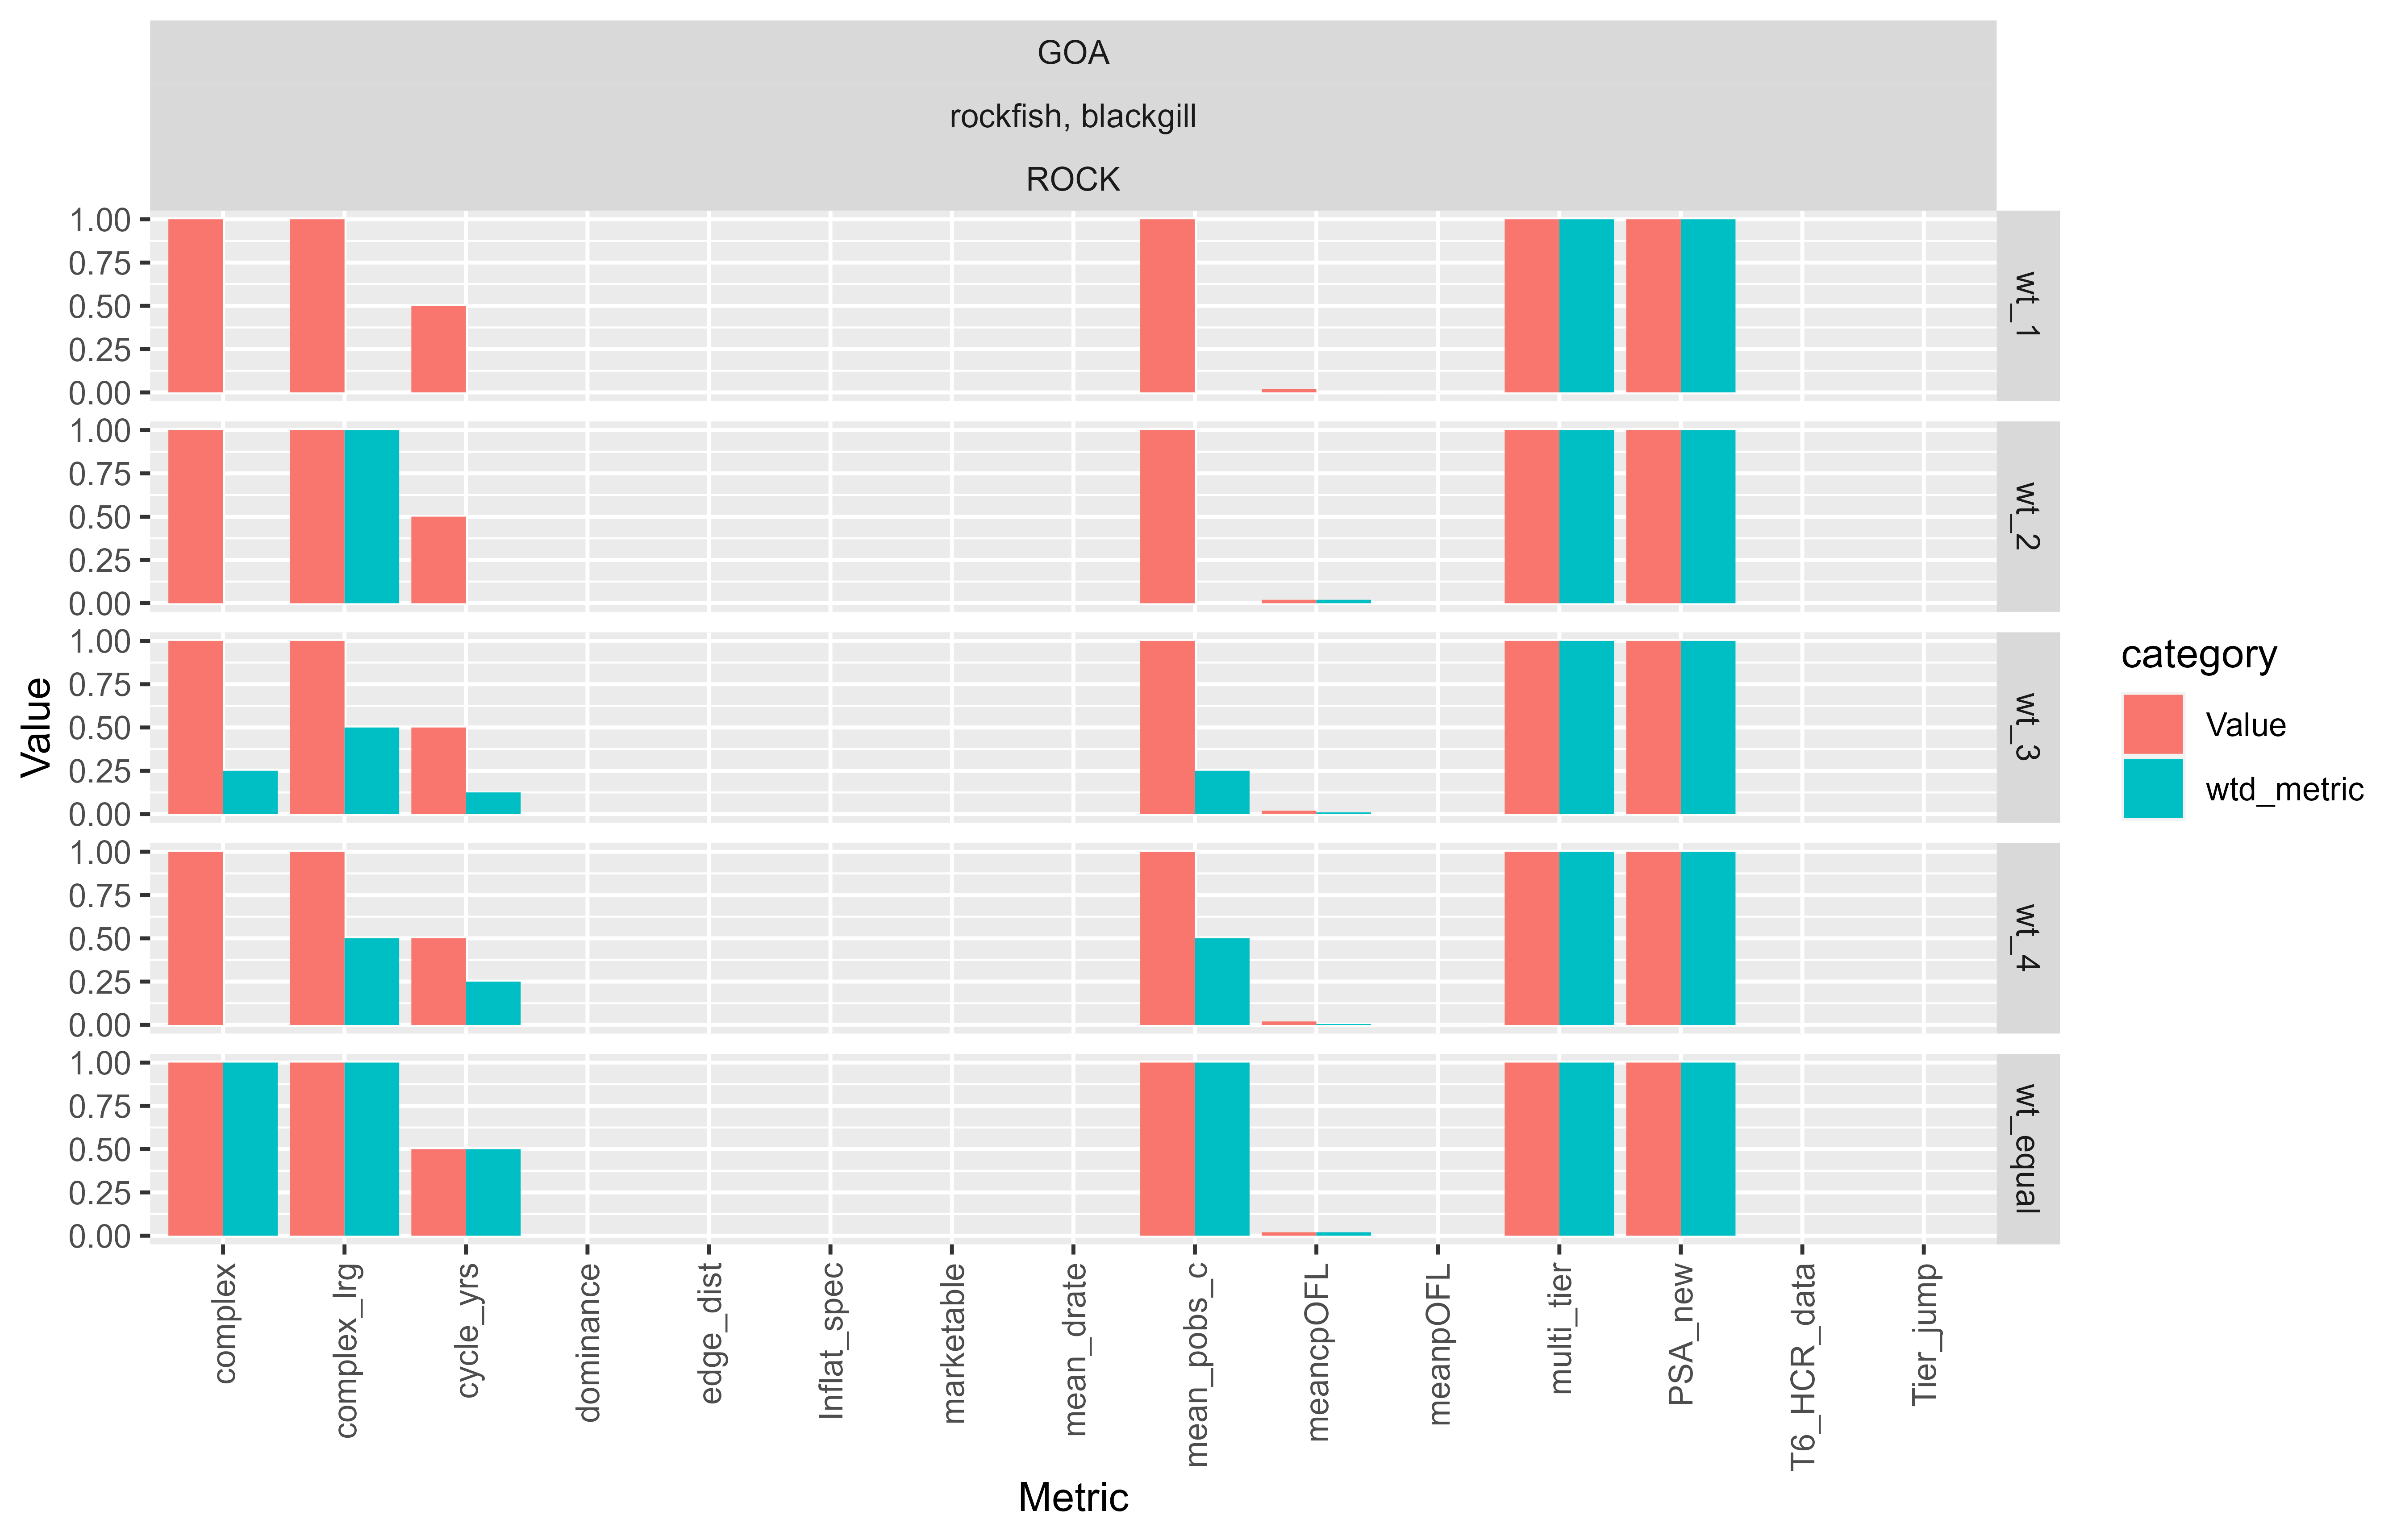 GOA
rockfish, blackgill
ROCK
1.00
0.75
0.50
0.25
0.00
wt_1
1.00
0.75
0.50
0.25
0.00
wt_2
1.00
0.75
0.50
0.25
0.00
wt_3
1.00
0.75
0.50
0.25
0.00
wt_4
1.00
0.75
0.50
0.25
0.00
wt_equal
Value
complex
complex_lrg
cycle_yrs
dominance
edge_dist
Inflat_spec
marketable
mean_drate
mean_pobs_c
meancpOFL
meanpOFL
multi_tier
PSA_new
T6_HCR_data
Tier_jump
Metric
category
Value
wtd_metric